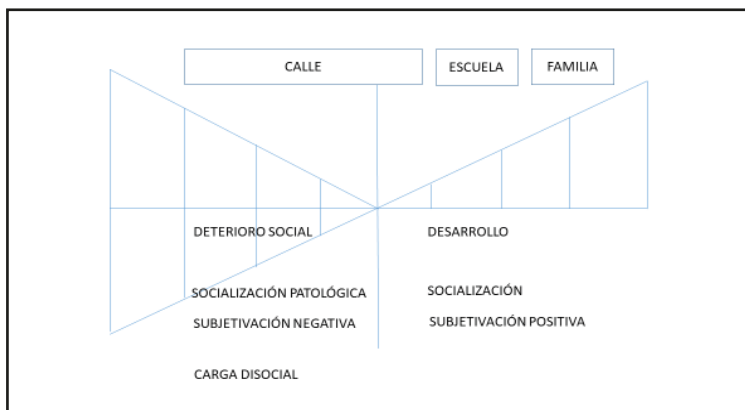 CALLE
ESCUELA
FAMILIA
DETERIORO SOCIAL
DESARROLLO
SOCIALIZACIÓN PATOLÓGICA
SOCIALIZACIÓN
SUBJETIVACIÓN NEGATIVA
SUBJETIVACIÓN POSITIVA
CARGA DISOCIAL